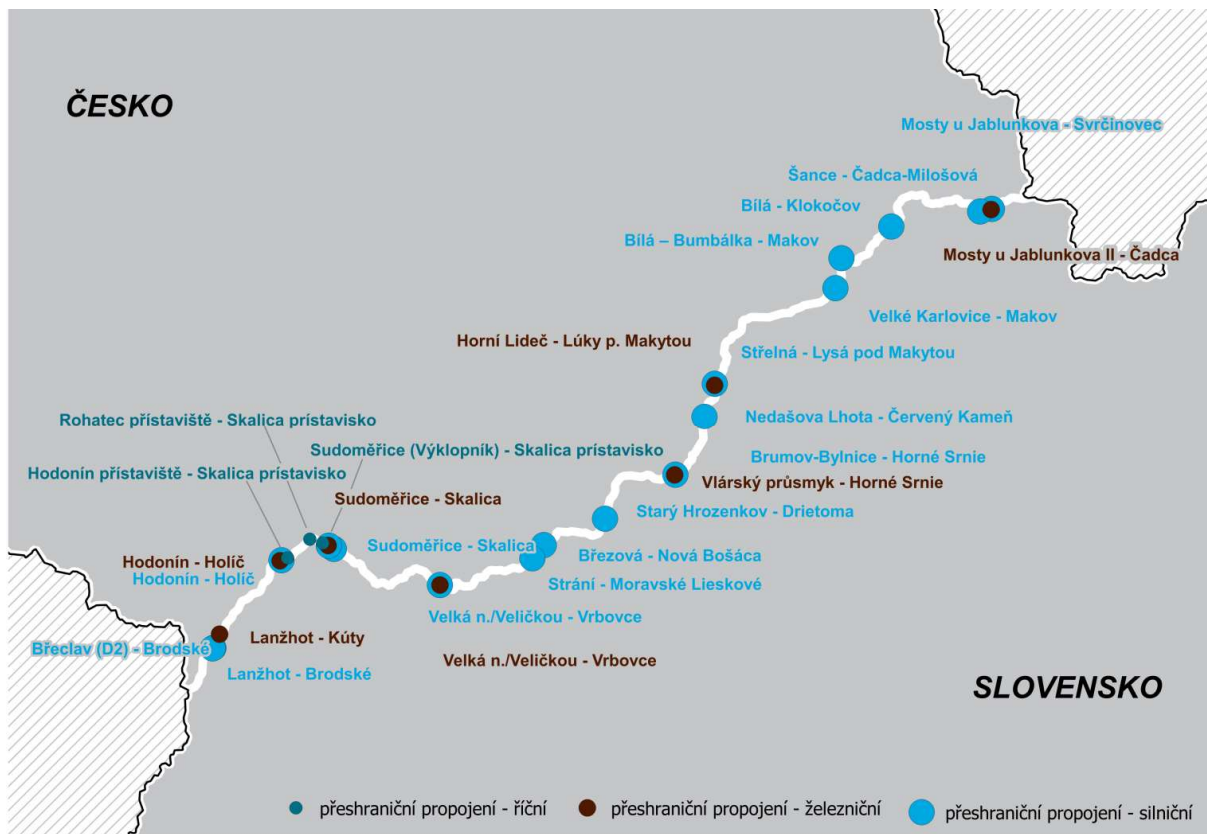 ČESKO
Mosty u Jablunkova - Svrčinovec
Šance - Čadca-Milošová
Bílá - Klokočov
Bílá – Bumbálka - Makov
Mosty u Jablunkova II - Čadca
Velké Karlovice - Makov
Horní Lideč - Lúky p. Makytou
Střelná - Lysá pod Makytou
Rohatec přístaviště - Skalica prístavisko
Nedašova Lhota - Červený Kameň
Sudoměřice (Výklopník) - Skalica prístavisko
Brumov-Bylnice - Horné Srnie
Hodonín přístaviště - Skalica prístavisko
Vlárský průsmyk - Horné Srnie
Sudoměřice - Skalica
Starý Hrozenkov - Drietoma
Sudoměřice - Skalica
Březová - Nová Bošáca
Hodonín - Holíč
Hodonín - Holíč
Strání - Moravské Lieskové
Velká n./Veličkou - Vrbovce
Lanžhot - Kúty
Břeclav (D2) - Brodské
Velká n./Veličkou - Vrbovce
Lanžhot - Brodské
SLOVENSKO
přeshraniční propojení - říční
přeshraniční propojení - železniční
přeshraniční propojení - silniční